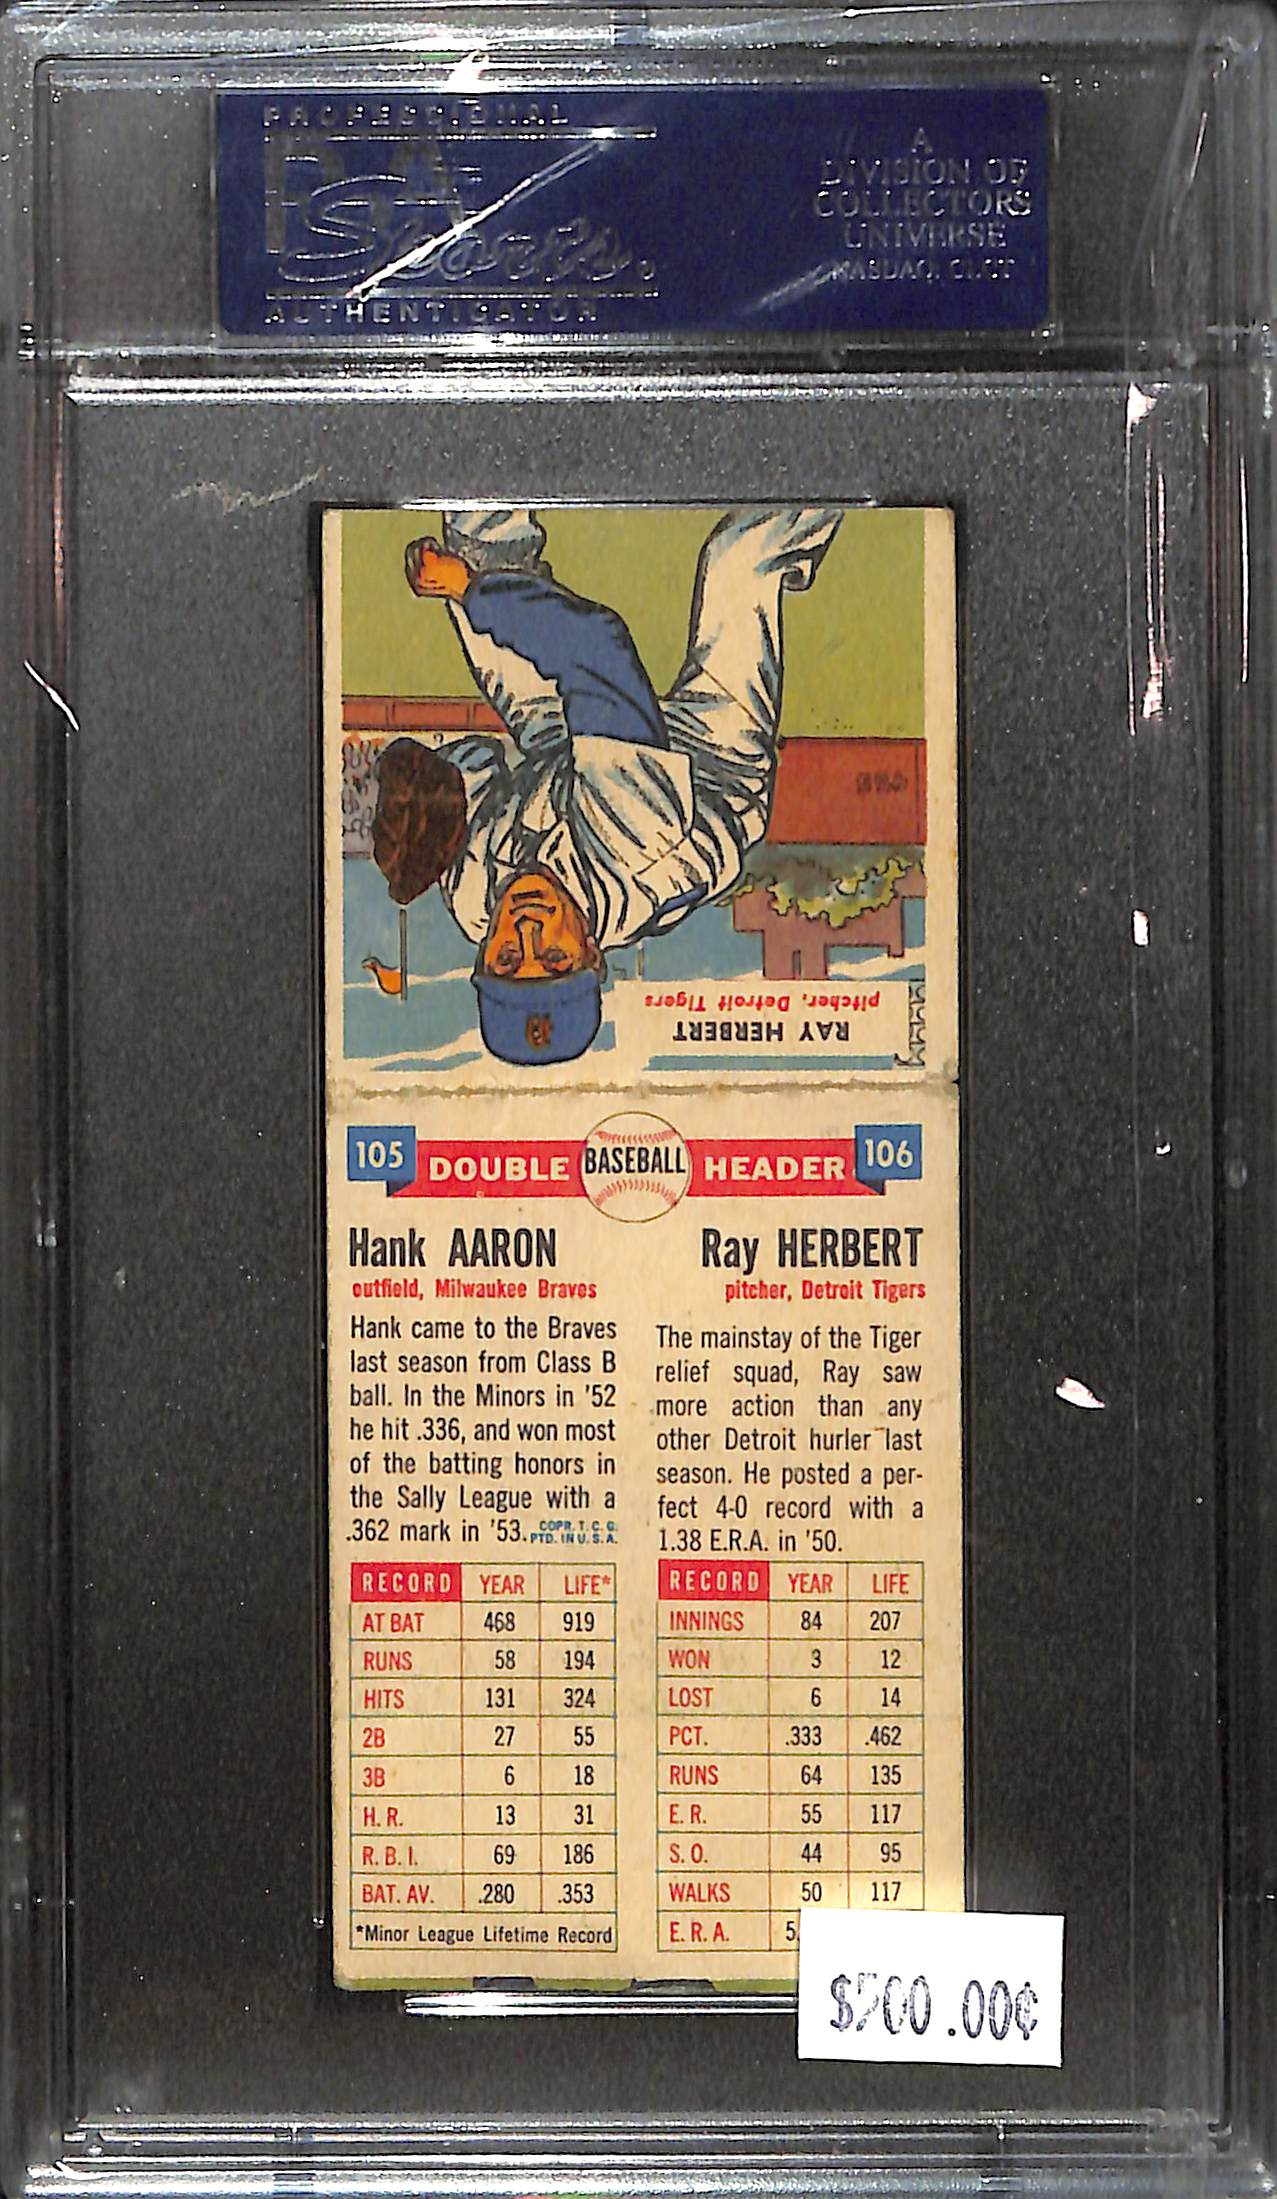 PROFESSIONAL
PSA
Sports
AUTHENTICATOR
A
DIVISION OF
COLLECTORS
UNIVERSE
NASDAQ: CLCT
RAY HERBERT
pitcher, Detroit Tigers
105 DOUBLE BASEBALL HEADER 106
Hank AARON
outfield, Milwaukee Braves
Hank came to the Braves
last season from Class B
ball. In the Minors in '52
he hit .336, and won most
of the batting honors in
the Sally League with a
.362 mark in '53.
COPR. T. C. G.
PTD. IN U. S. A.
RECORD YEAR LIFE*
AT BAT 468 919
RUNS 58 194
HITS 131 324
2B 27 55
3B 6 18
H. R. 13 31
R. B. I. 69 186
BAT. AV. .280 .353
*Minor League Lifetime Record
Ray HERBERT
pitcher, Detroit Tigers
The mainstay of the Tiger
relief squad, Ray saw
more action than any
other Detroit hurler last
season. He posted a per-
fect 4-0 record with a
1.38 E.R.A. in '50.
RECORD YEAR LIFE
INNINGS 84 207
WON 3 12
LOST 6 14
PCT. .333 .462
RUNS 64 135
E. R. 55 117
S. O. 44 95
WALKS 50 117
E. R. A. 5.
.00¢